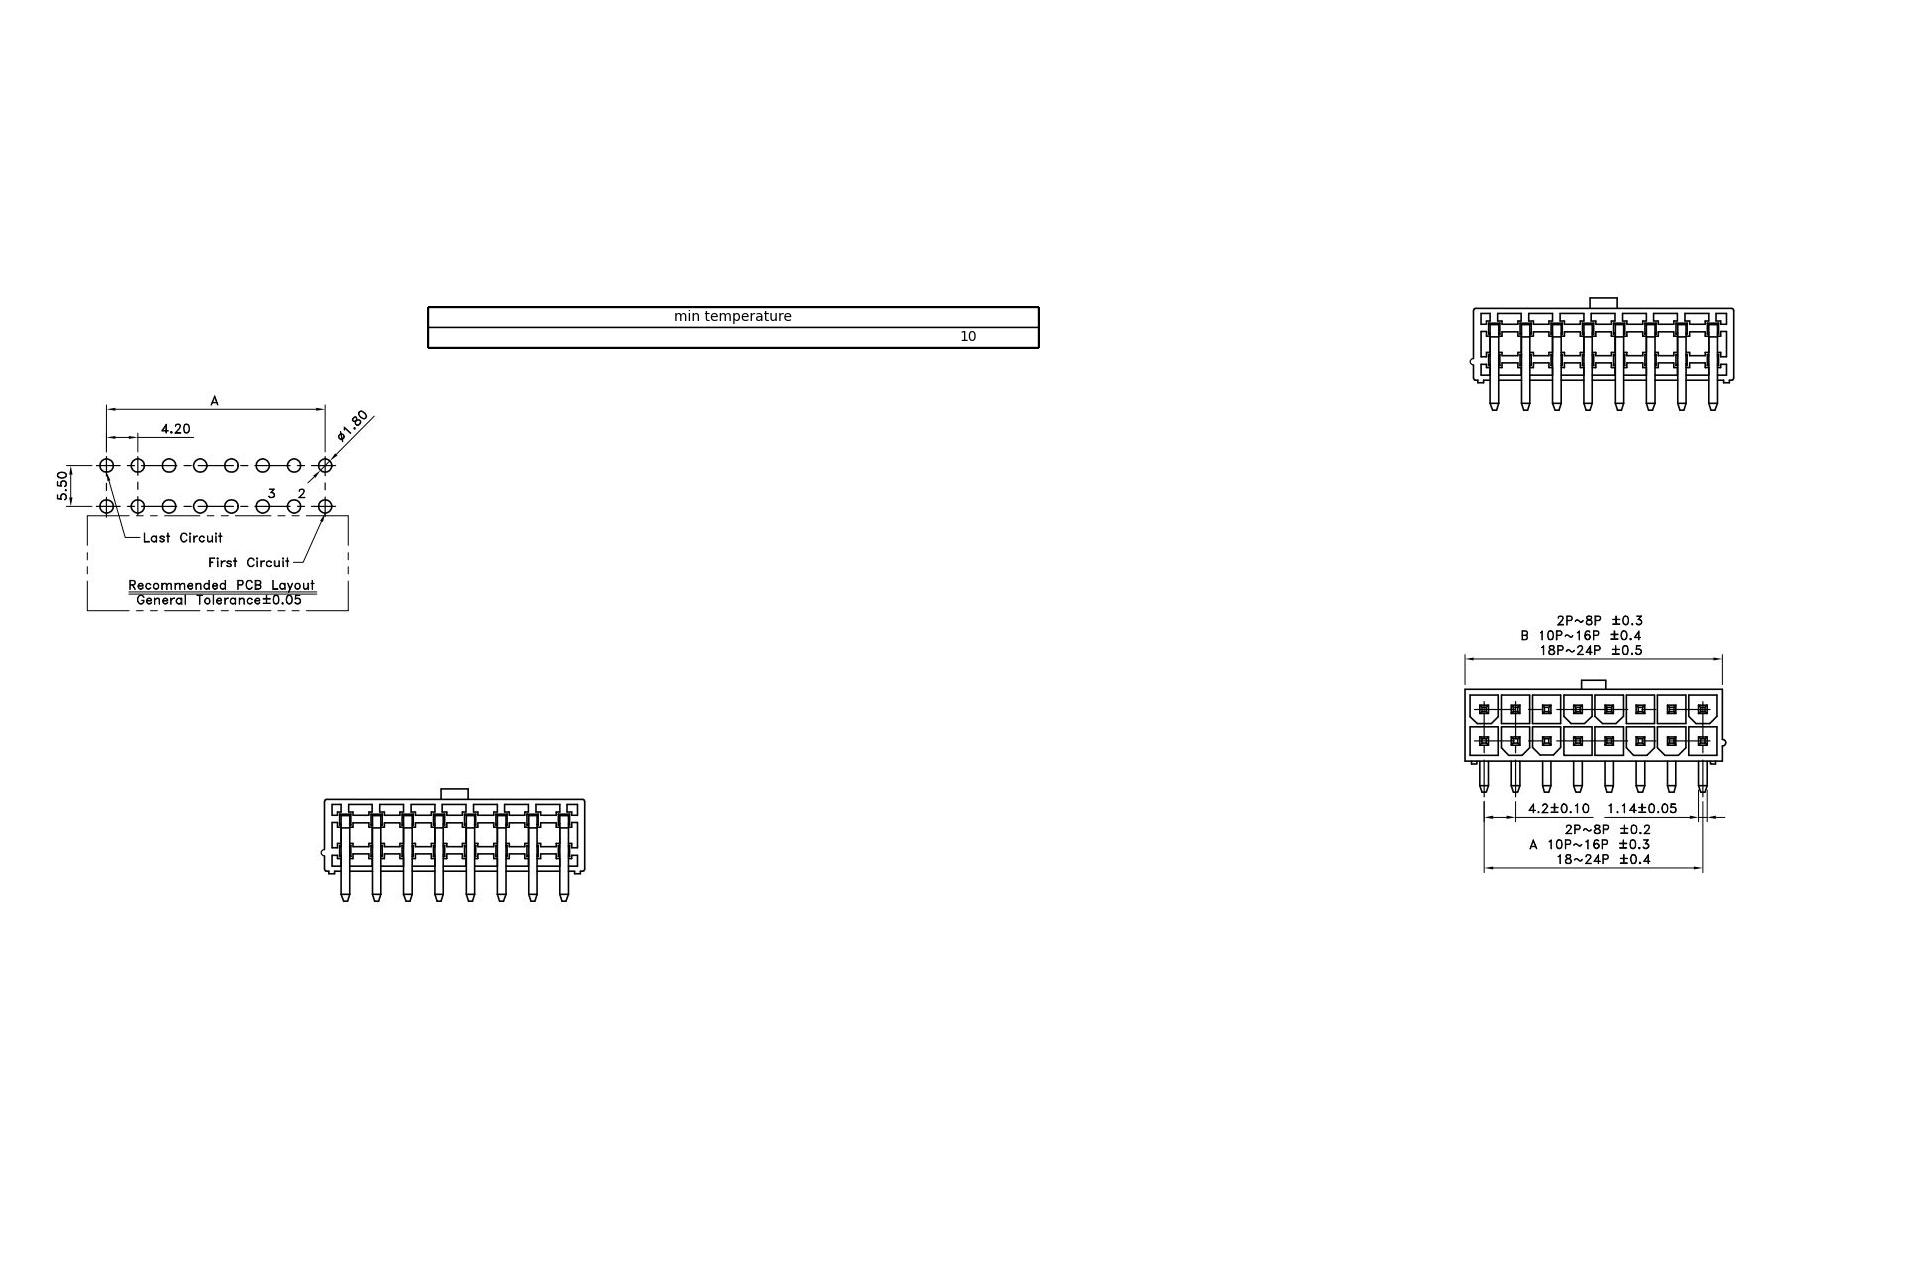 min temperature
10
A
4.20
ø1.80
5.50
3 2
Last Circuit
First Circuit
Recommended PCB Layout
General Tolerance±0.05
2P~8P ±0.3
B 10P~16P ±0.4
18P~24P ±0.5
4.2±0.10 1.14±0.05
2P~8P ±0.2
A 10P~16P ±0.3
18~24P ±0.4